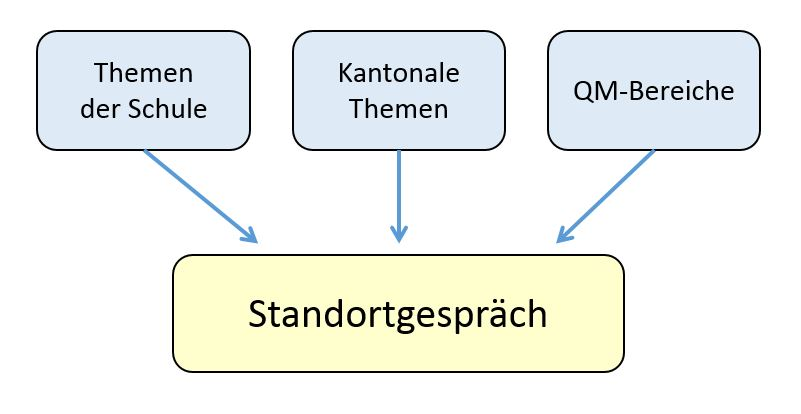 Themen
der Schule
Kantonale
Themen
QM-Bereiche
Standortgespräch